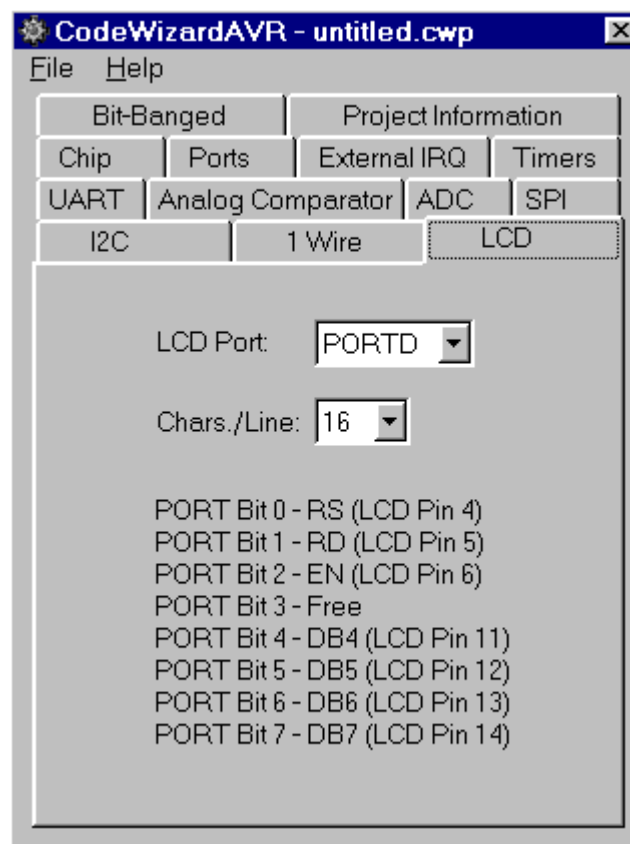 CodeWizardAVR - untitled.cwp
File Help
Bit-Banged Project Information
Chip Ports External IRQ Timers
UART Analog Comparator ADC SPI
I2C 1 Wire LCD
LCD Port: PORTD
Chars./Line: 16
PORT Bit 0 - RS (LCD Pin 4)
PORT Bit 1 - RD (LCD Pin 5)
PORT Bit 2 - EN (LCD Pin 6)
PORT Bit 3 - Free
PORT Bit 4 - DB4 (LCD Pin 11)
PORT Bit 5 - DB5 (LCD Pin 12)
PORT Bit 6 - DB6 (LCD Pin 13)
PORT Bit 7 - DB7 (LCD Pin 14)